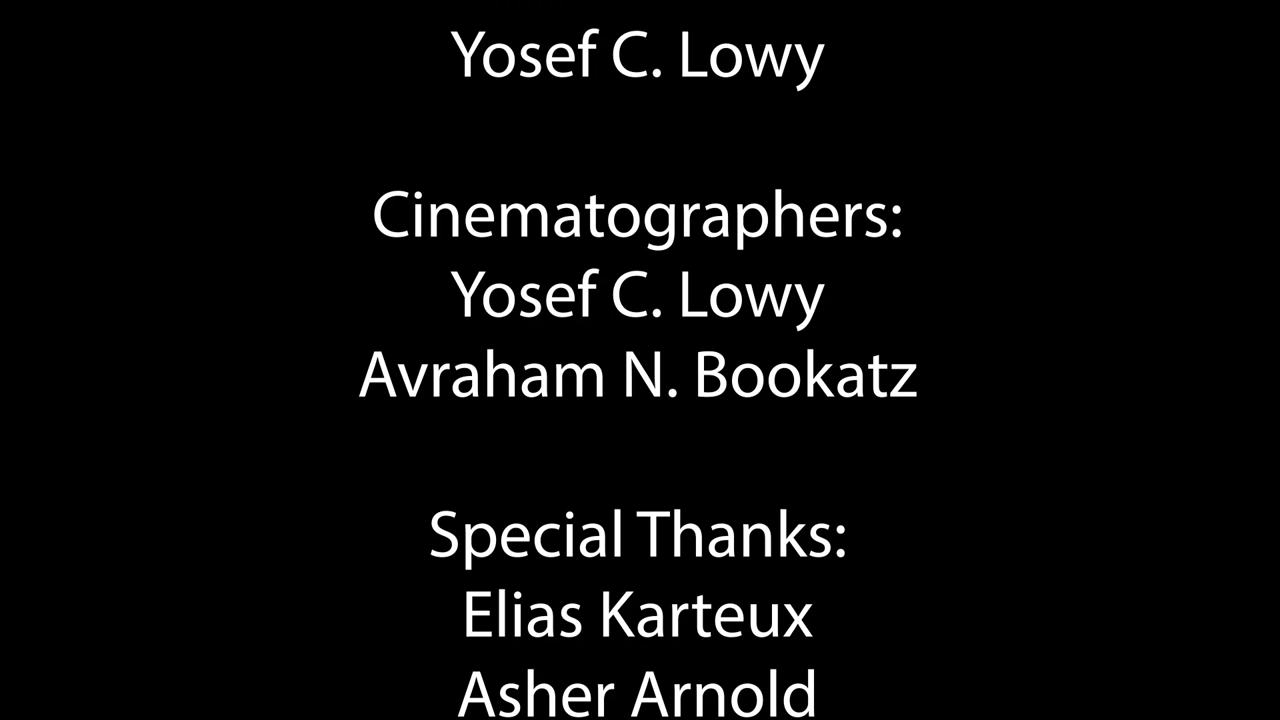 Yosef C. Lowy
Cinematographers:
Yosef C. Lowy
Avraham N. Bookatz
Special Thanks:
Elias Karteux
Asher Arnold